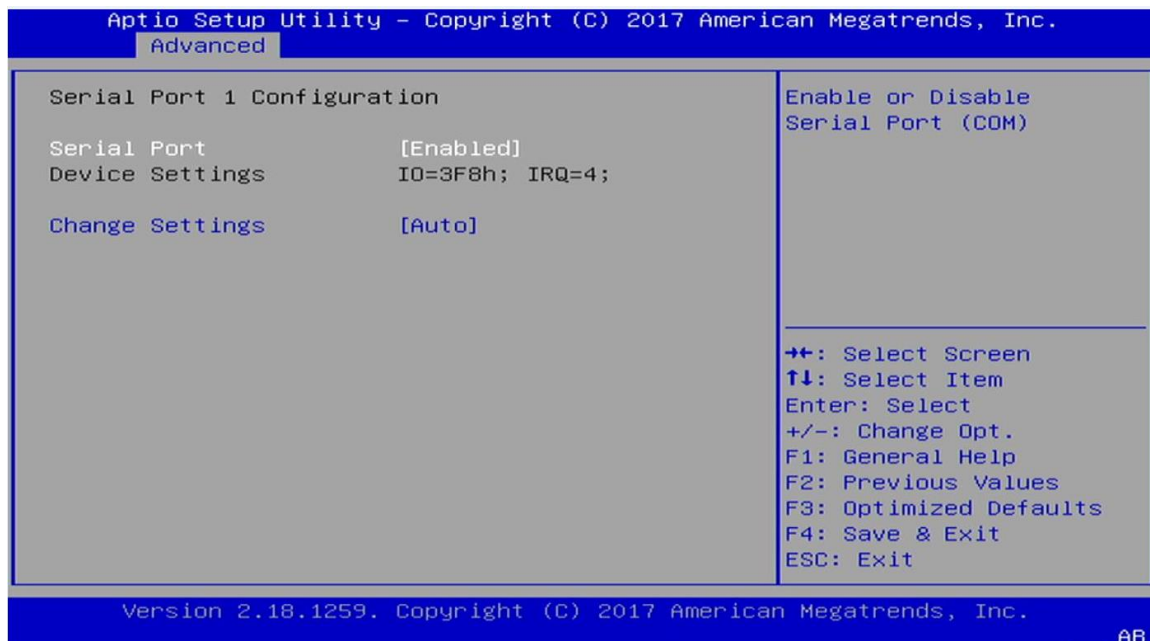 Aptio Setup Utility – Copyright (C) 2017 American Megatrends, Inc.
Advanced
Serial Port 1 Configuration
Serial Port [Enabled]
Device Settings IO=3F8h; IRQ=4;
Change Settings [Auto]
Enable or Disable
Serial Port (COM)
→←: Select Screen
↑↓: Select Item
Enter: Select
+/-: Change Opt.
F1: General Help
F2: Previous Values
F3: Optimized Defaults
F4: Save & Exit
ESC: Exit
Version 2.18.1259. Copyright (C) 2017 American Megatrends, Inc.
AB